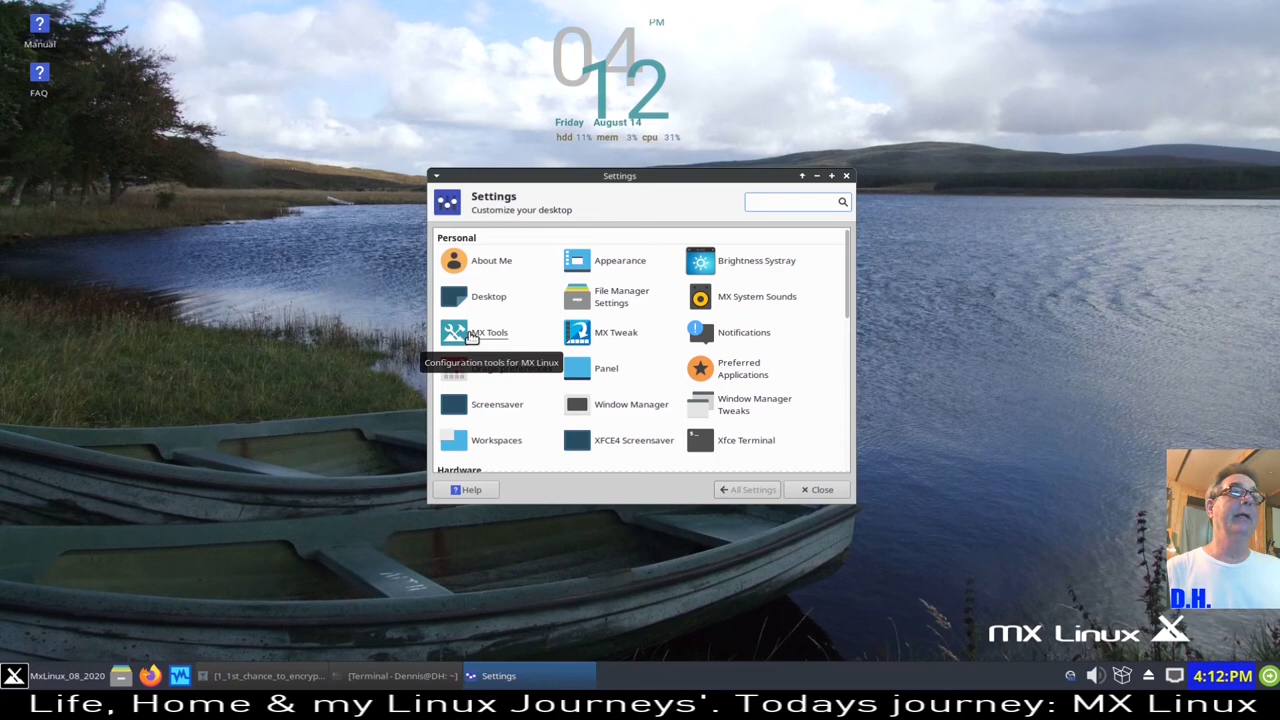 Manual
FAQ
PM
04
12
Friday August 14
hdd 11% mem 3% cpu 31%
Settings
Settings
Customize your desktop
Personal
About Me
Appearance
Brightness Systray
Desktop
File Manager
Settings
MX System Sounds
MX Tools
MX Tweak
Notifications
Configuration tools for MX Linux
Panel
Preferred
Applications
Screensaver
Window Manager
Window Manager
Tweaks
Workspaces
XFCE4 Screensaver
Xfce Terminal
Hardware
Help
All Settings
Close
D.H.
MX Linux
MxLinux_08_2020
[1_1st_chance_to_encryp...
[Terminal - Dennis@DH: ~]
Settings
4:12:PM
Life, Home & my Linux Journeys'. Todays journey: MX Linux